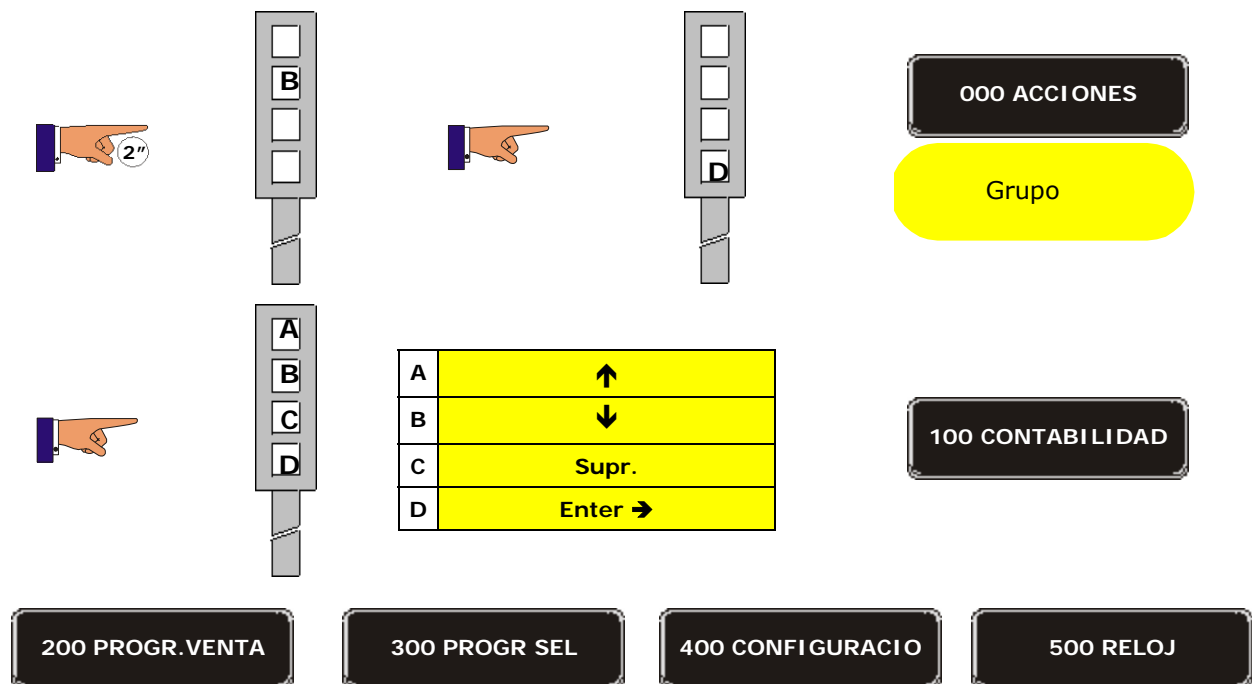 B
2"
D
000 ACCIONES
Grupo
A
B
C
D
A ↑
B ↓
C Supr.
D Enter →
100 CONTABILIDAD
200 PROGR.VENTA
300 PROGR SEL
400 CONFIGURACIO
500 RELOJ